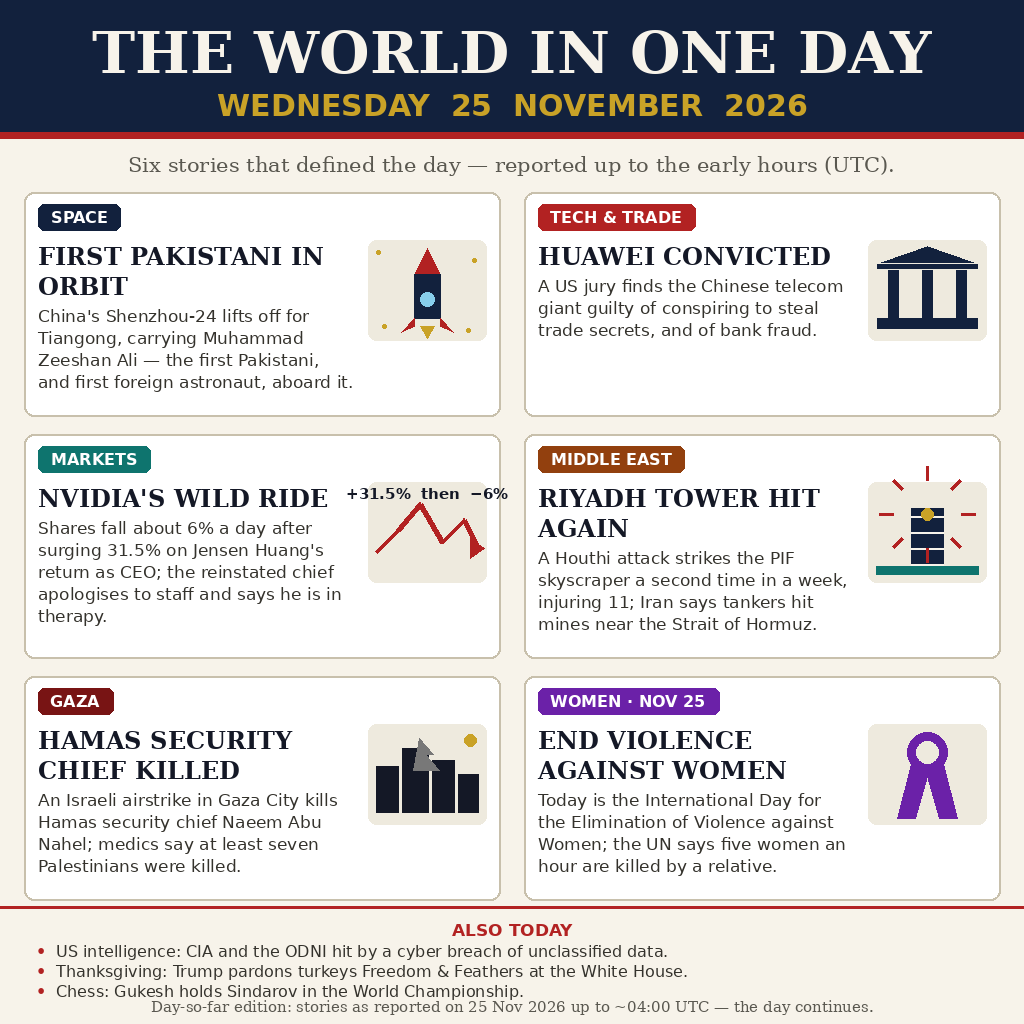 THE WORLD IN ONE DAY
WEDNESDAY 25 NOVEMBER 2026
Six stories that defined the day — reported up to the early hours (UTC).
SPACE
FIRST PAKISTANI IN
ORBIT
China's Shenzhou-24 lifts off for
Tiangong, carrying Muhammad
Zeeshan Ali — the first Pakistani,
and first foreign astronaut, aboard it.
TECH & TRADE
HUAWEI CONVICTED
A US jury finds the Chinese telecom
giant guilty of conspiring to steal
trade secrets, and of bank fraud.
MARKETS
NVIDIA'S WILD RIDE
+31.5% then −6%
Shares fall about 6% a day after
surging 31.5% on Jensen Huang's
return as CEO; the reinstated chief
apologises to staff and says he is in
therapy.
MIDDLE EAST
RIYADH TOWER HIT
AGAIN
A Houthi attack strikes the PIF
skyscraper a second time in a week,
injuring 11; Iran says tankers hit
mines near the Strait of Hormuz.
GAZA
HAMAS SECURITY
CHIEF KILLED
An Israeli airstrike in Gaza City kills
Hamas security chief Naeem Abu
Nahel; medics say at least seven
Palestinians were killed.
WOMEN · NOV 25
END VIOLENCE
AGAINST WOMEN
Today is the International Day for
the Elimination of Violence against
Women; the UN says five women an
hour are killed by a relative.
ALSO TODAY
• US intelligence: CIA and the ODNI hit by a cyber breach of unclassified data.
• Thanksgiving: Trump pardons turkeys Freedom & Feathers at the White House.
• Chess: Gukesh holds Sindarov in the World Championship.
Day-so-far edition: stories as reported on 25 Nov 2026 up to ~04:00 UTC — the day continues.